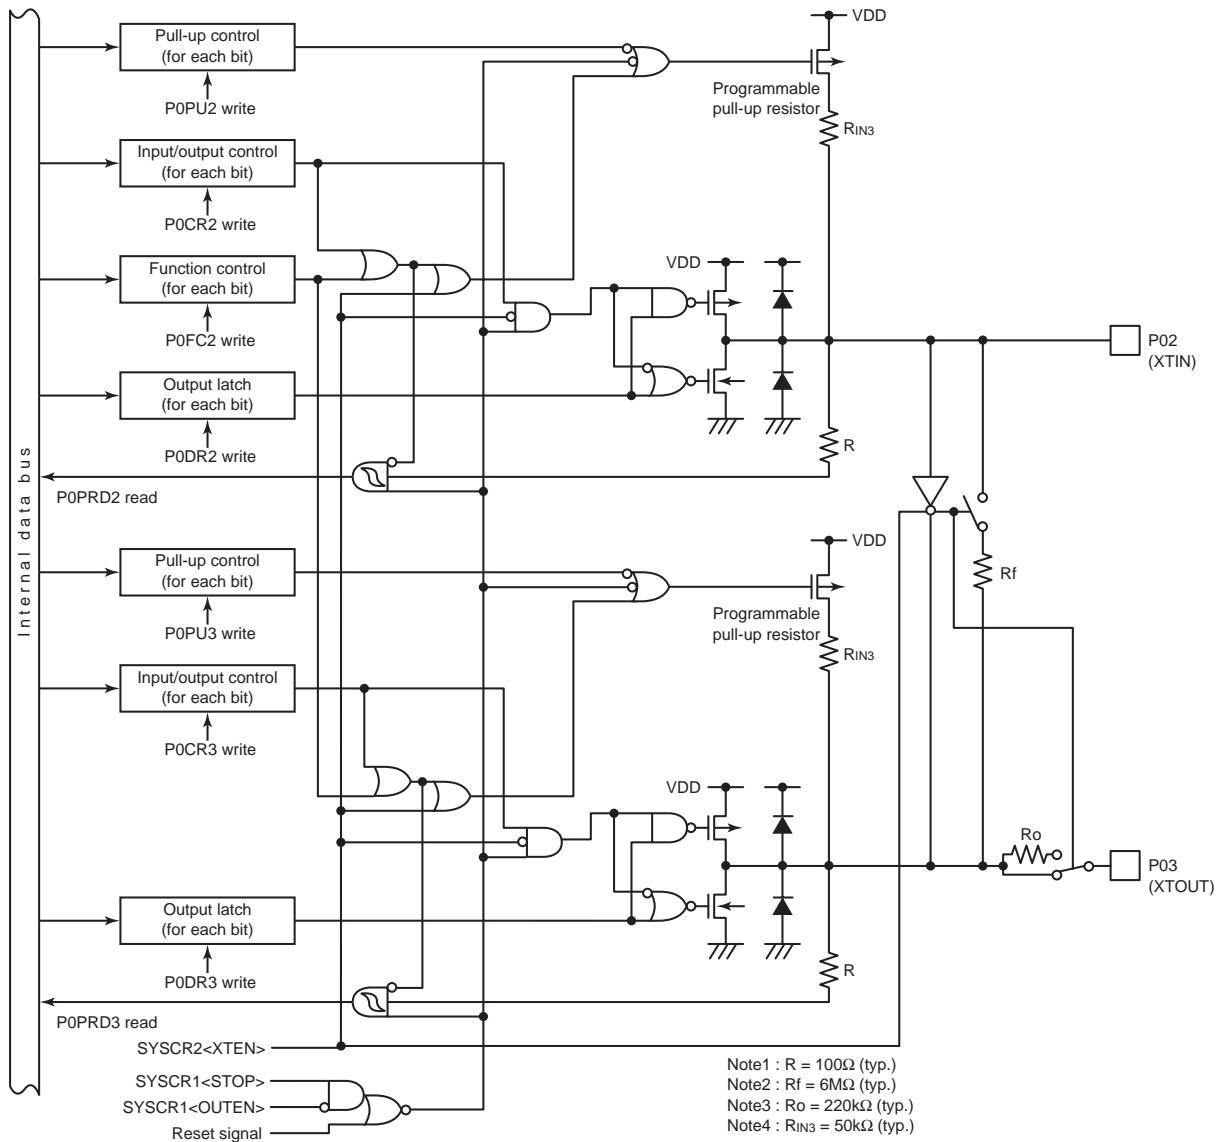 VDD
Pull-up control
(for each bit)
P0PU2 write
Programmable
pull-up resistor
RIN3
Input/output control
(for each bit)
P0CR2 write
Function control
(for each bit)
P0FC2 write
VDD
P02
(XTIN)
Output latch
(for each bit)
P0DR2 write
R
P0PRD2 read
Internal data bus
Rf
VDD
Pull-up control
(for each bit)
P0PU3 write
Programmable
pull-up resistor
RIN3
Input/output control
(for each bit)
P0CR3 write
VDD
Ro
P03
(XTOUT)
Output latch
(for each bit)
P0DR3 write
R
P0PRD3 read
SYSCR2<XTEN>
SYSCR1<STOP>
SYSCR1<OUTEN>
Reset signal
Note1 : R = 100Ω (typ.)
Note2 : Rf = 6MΩ (typ.)
Note3 : Ro = 220kΩ (typ.)
Note4 : RIN3 = 50kΩ (typ.)